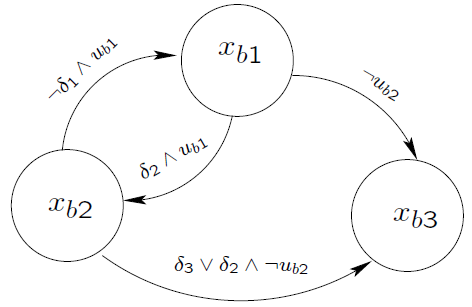 x_{b1}
¬δ_1 ∧ u_{b1}
¬u_{b2}
δ_2 ∧ u_{b1}
x_{b2}
x_{b3}
δ_3 ∨ δ_2 ∧ ¬u_{b2}